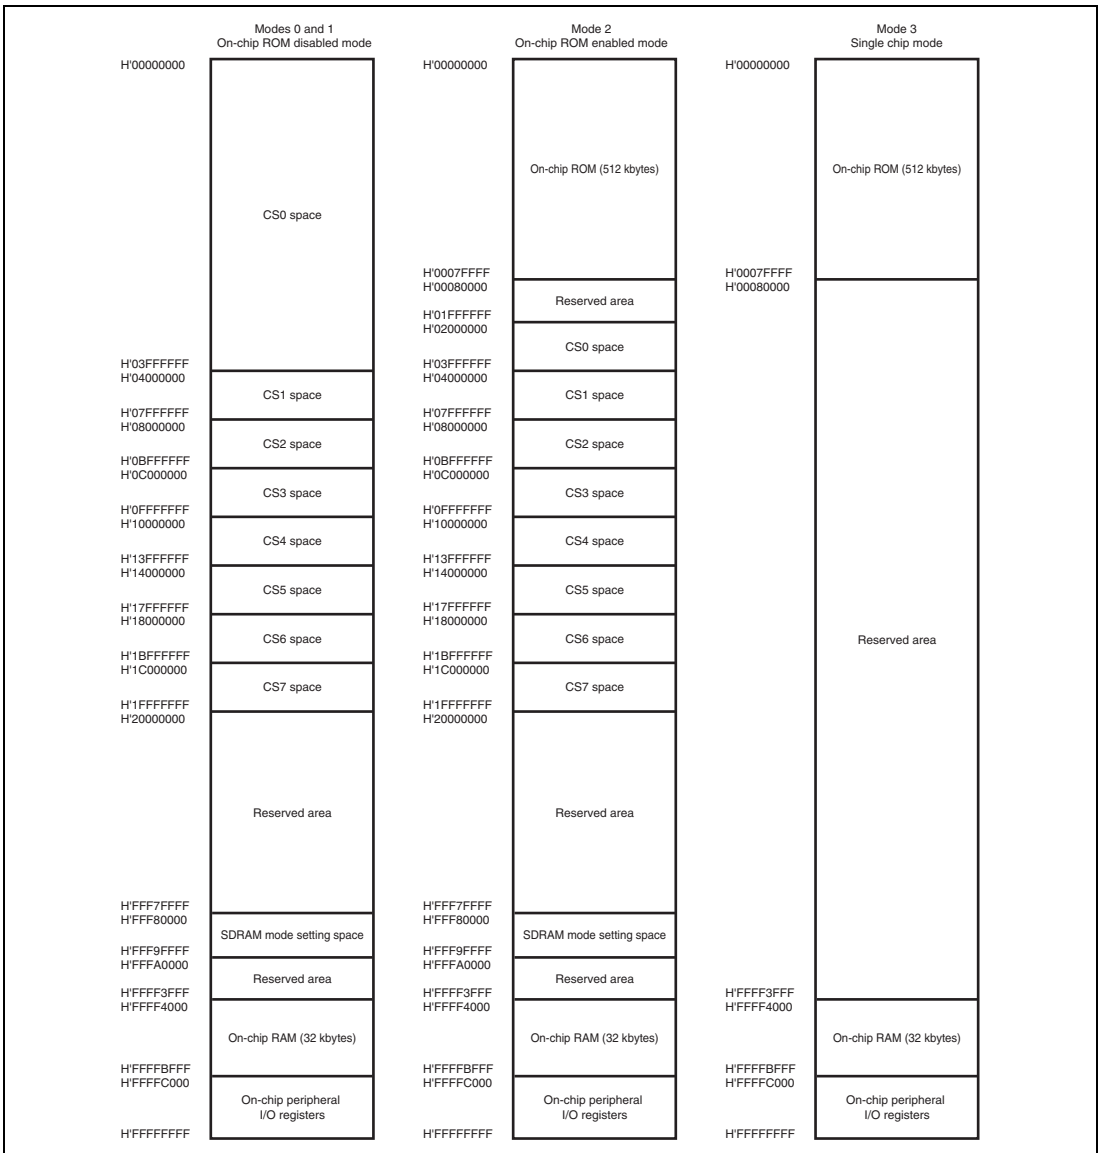 Modes 0 and 1
On-chip ROM disabled mode
H'00000000
CS0 space
H'03FFFFFF
H'04000000
CS1 space
H'07FFFFFF
H'08000000
CS2 space
H'0BFFFFFF
H'0C000000
CS3 space
H'0FFFFFFF
H'10000000
CS4 space
H'13FFFFFF
H'14000000
CS5 space
H'17FFFFFF
H'18000000
CS6 space
H'1BFFFFFF
H'1C000000
CS7 space
H'1FFFFFFF
H'20000000
Reserved area
H'FFF7FFFF
H'FFF80000
SDRAM mode setting space
H'FFF9FFFF
H'FFFA0000
Reserved area
H'FFFF3FFF
H'FFFF4000
On-chip RAM (32 kbytes)
H'FFFFBFFF
H'FFFFC000
On-chip peripheral
I/O registers
H'FFFFFFFF
Mode 2
On-chip ROM enabled mode
H'00000000
On-chip ROM (512 kbytes)
H'0007FFFF
H'00080000
Reserved area
H'01FFFFFF
H'02000000
CS0 space
H'03FFFFFF
H'04000000
CS1 space
H'07FFFFFF
H'08000000
CS2 space
H'0BFFFFFF
H'0C000000
CS3 space
H'0FFFFFFF
H'10000000
CS4 space
H'13FFFFFF
H'14000000
CS5 space
H'17FFFFFF
H'18000000
CS6 space
H'1BFFFFFF
H'1C000000
CS7 space
H'1FFFFFFF
H'20000000
Reserved area
H'FFF7FFFF
H'FFF80000
SDRAM mode setting space
H'FFF9FFFF
H'FFFA0000
Reserved area
H'FFFF3FFF
H'FFFF4000
On-chip RAM (32 kbytes)
H'FFFFBFFF
H'FFFFC000
On-chip peripheral
I/O registers
H'FFFFFFFF
Mode 3
Single chip mode
H'00000000
On-chip ROM (512 kbytes)
H'0007FFFF
H'00080000
Reserved area
H'FFFF3FFF
H'FFFF4000
On-chip RAM (32 kbytes)
H'FFFFBFFF
H'FFFFC000
On-chip peripheral
I/O registers
H'FFFFFFFF